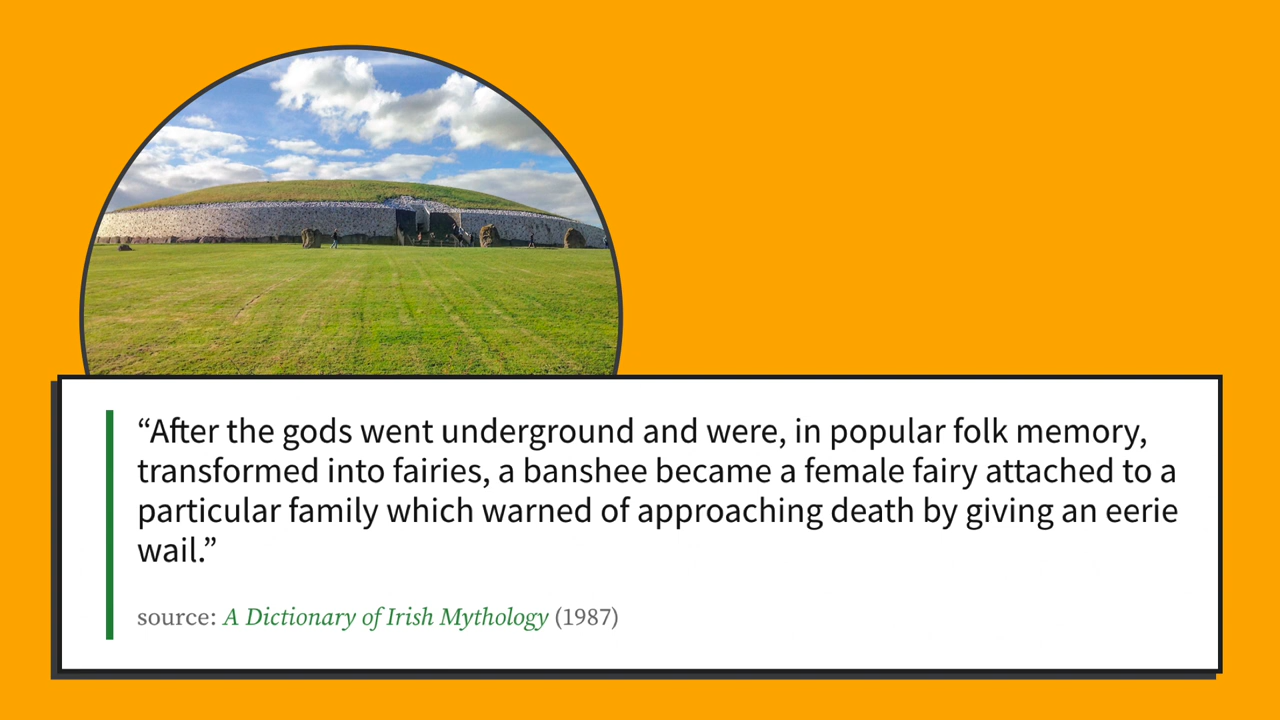 “After the gods went underground and were, in popular folk memory,
transformed into fairies, a banshee became a female fairy attached to a
particular family which warned of approaching death by giving an eerie
wail.”
source: A Dictionary of Irish Mythology (1987)